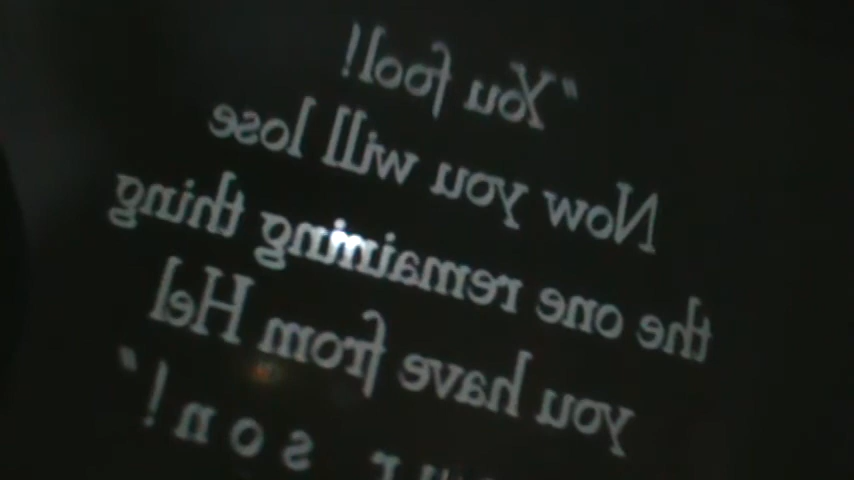 "You fool!
Now you will lose
the one remaining thing
you have from Hel
son!"